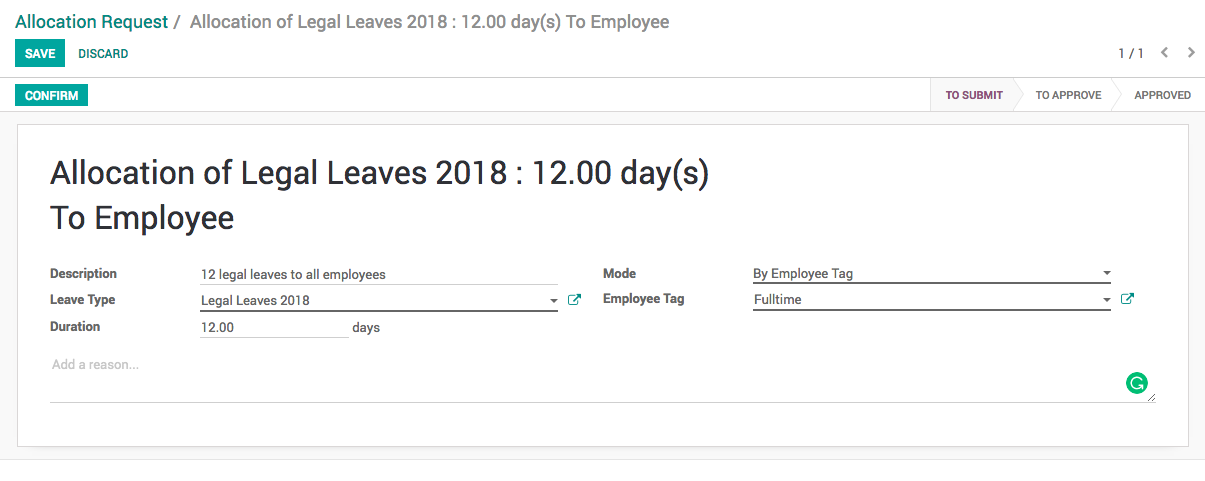 Allocation Request / Allocation of Legal Leaves 2018 : 12.00 day(s) To Employee
SAVE DISCARD 1 / 1
CONFIRM TO SUBMIT TO APPROVE APPROVED
Allocation of Legal Leaves 2018 : 12.00 day(s)
To Employee
Description 12 legal leaves to all employees Mode By Employee Tag
Leave Type Legal Leaves 2018 Employee Tag Fulltime
Duration 12.00 days
Add a reason...